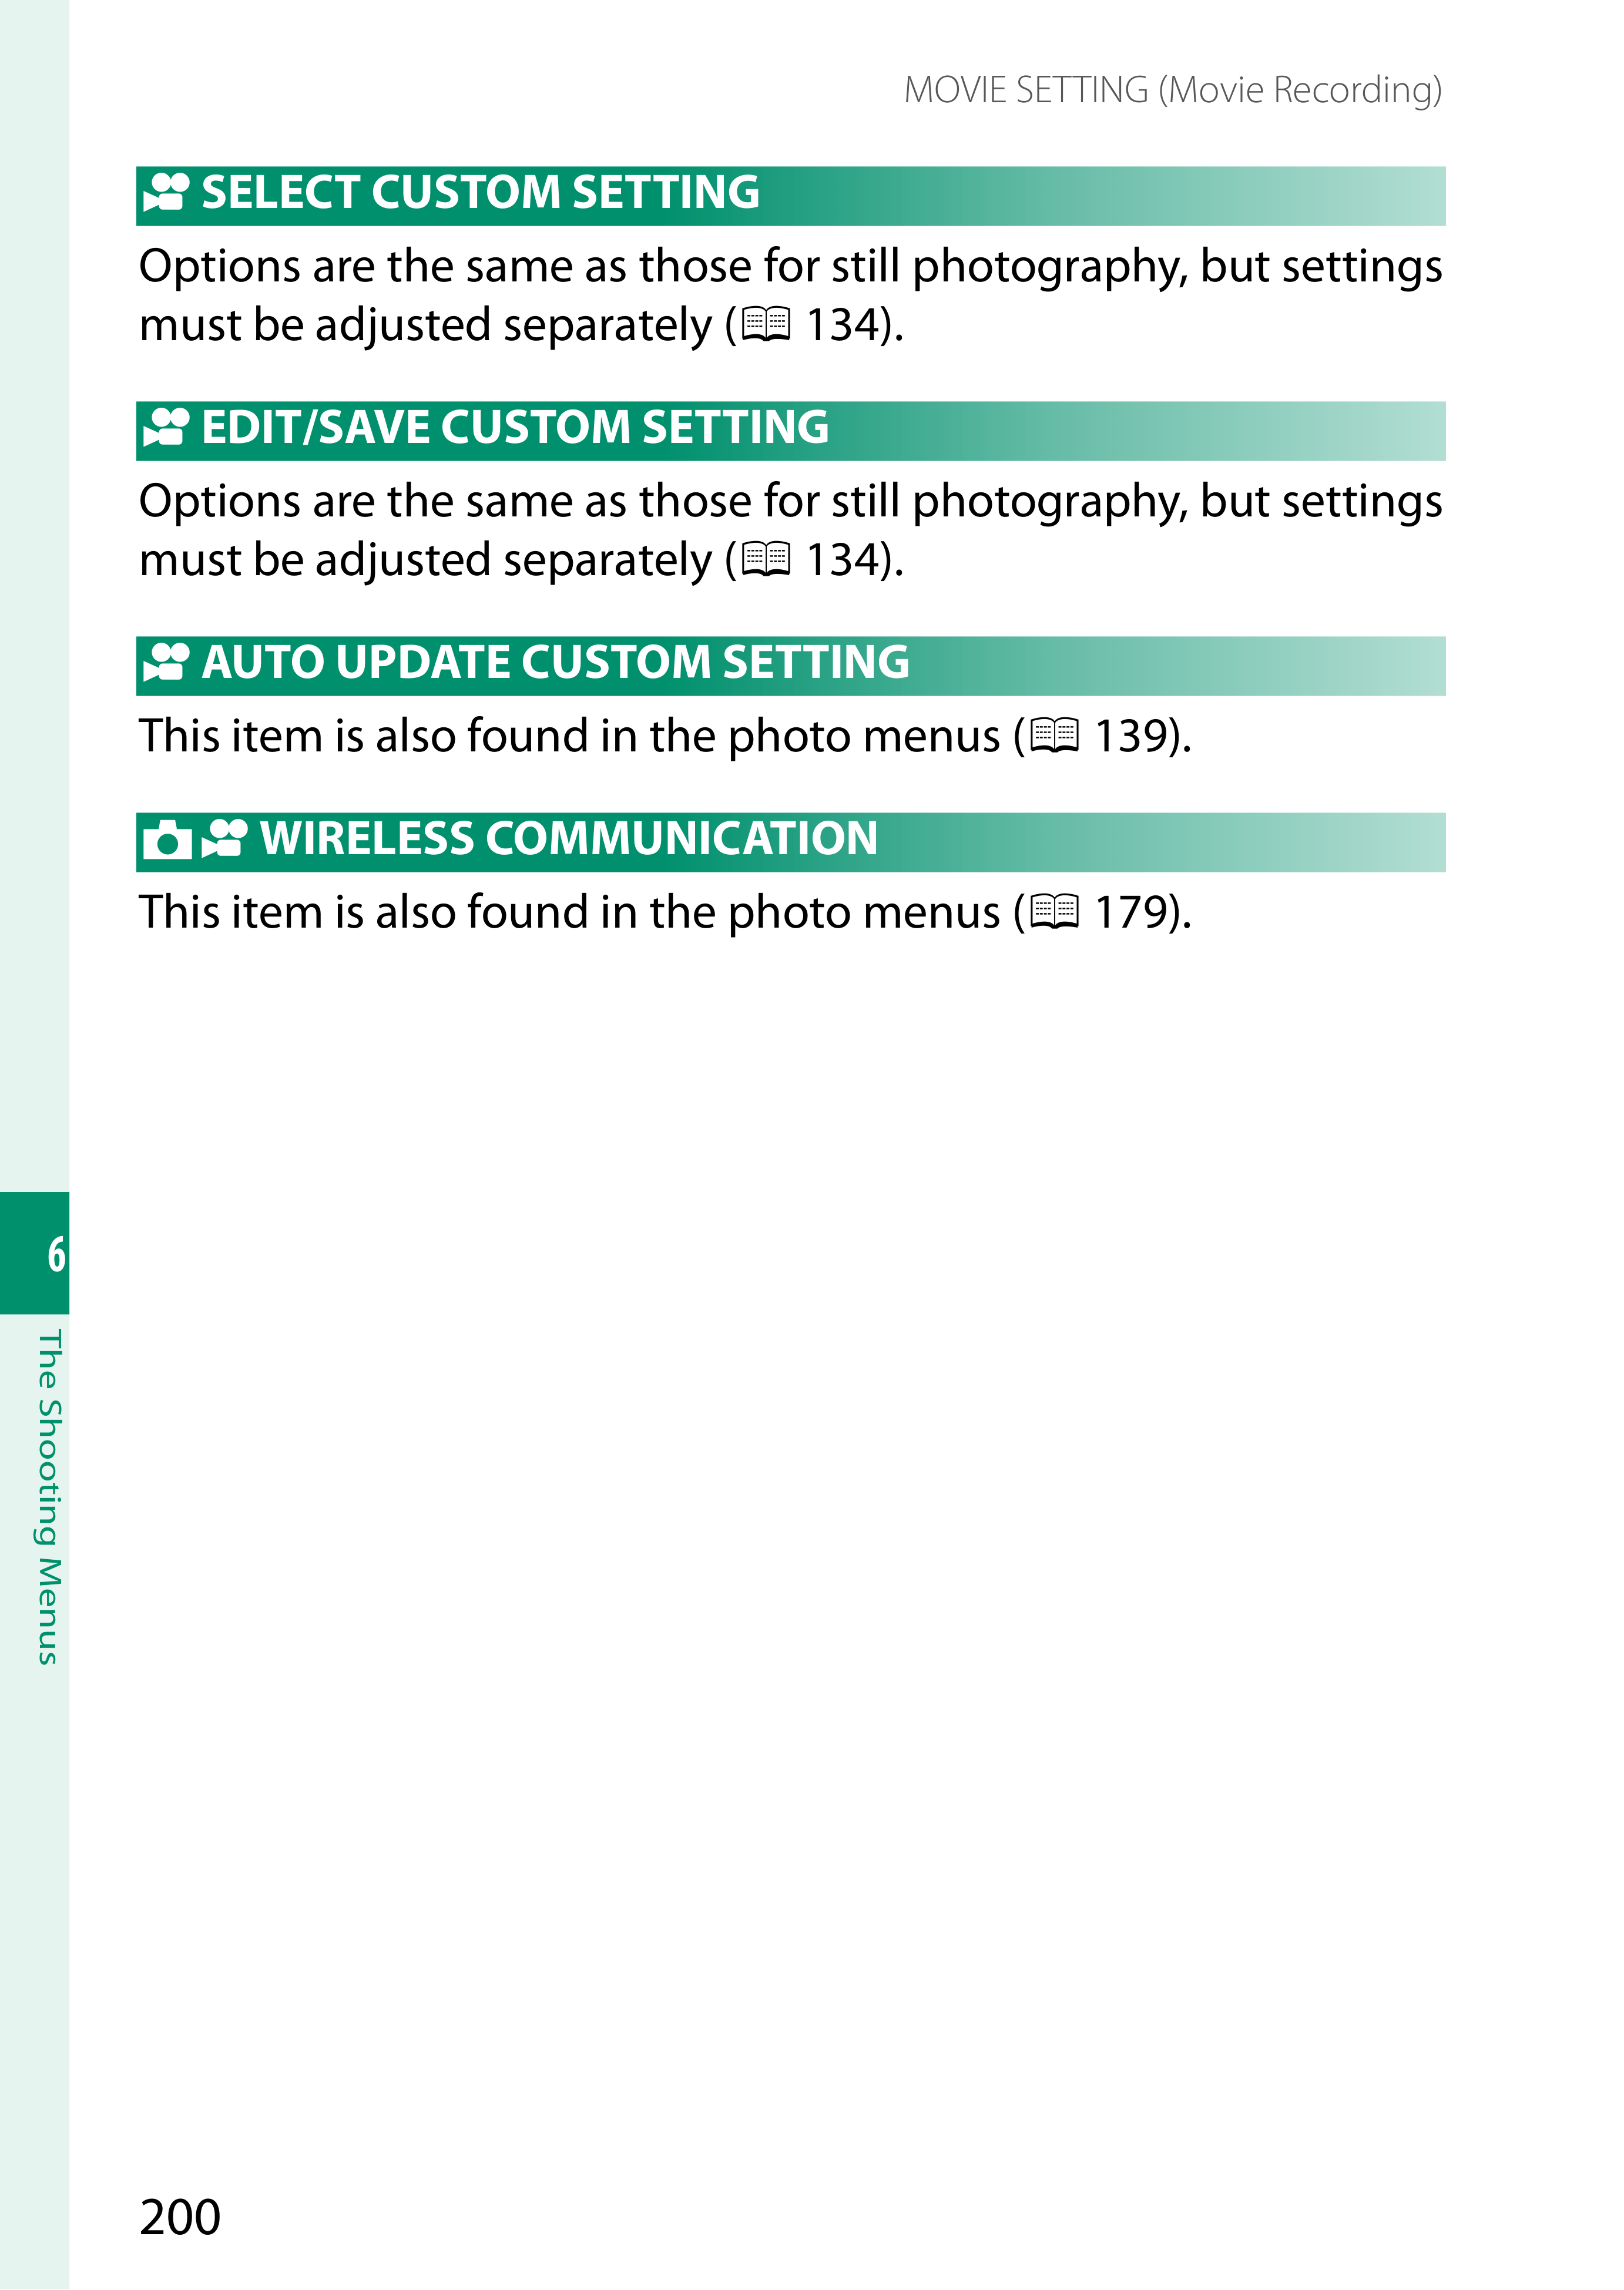 MOVIE SETTING (Movie Recording)
SELECT CUSTOM SETTING
Options are the same as those for still photography, but settings
must be adjusted separately ( 134).
EDIT/SAVE CUSTOM SETTING
Options are the same as those for still photography, but settings
must be adjusted separately ( 134).
AUTO UPDATE CUSTOM SETTING
This item is also found in the photo menus ( 139).
WIRELESS COMMUNICATION
This item is also found in the photo menus ( 179).
6
The Shooting Menus
200